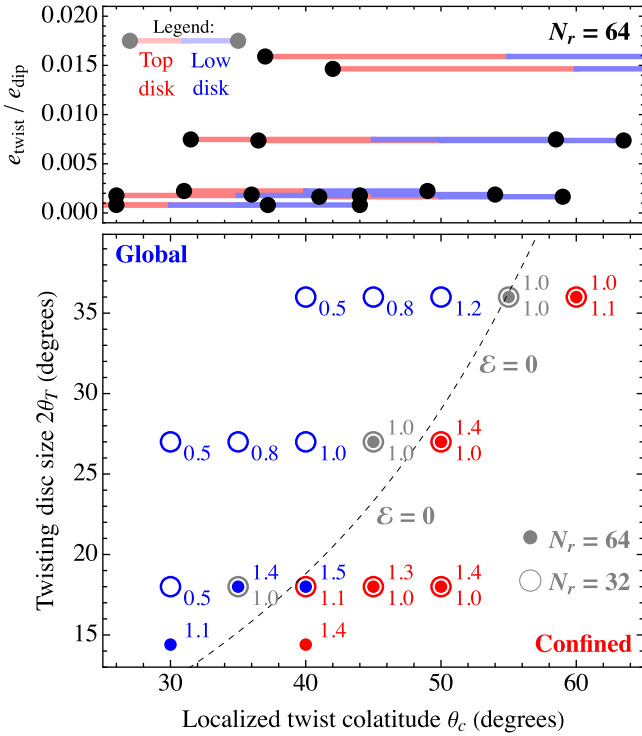 Legend:
N_r = 64
Top disk
Low disk
e_twist / e_dip
0.015
0.010
0.005
0.000
Global
1.0
1.0
1.0
1.1
0.5
0.8
1.2
ℰ = 0
1.0
1.4
0.5
0.8
1.0
1.0
1.0
ℰ = 0
N_r = 64
N_r = 32
1.4
1.5
1.3
1.4
0.5
1.0
1.1
1.0
1.0
1.1
1.4
Confined
35
30
25
20
15
Twisting disc size 2θ_T (degrees)
30
40
50
60
Localized twist colatitude θ_c (degrees)